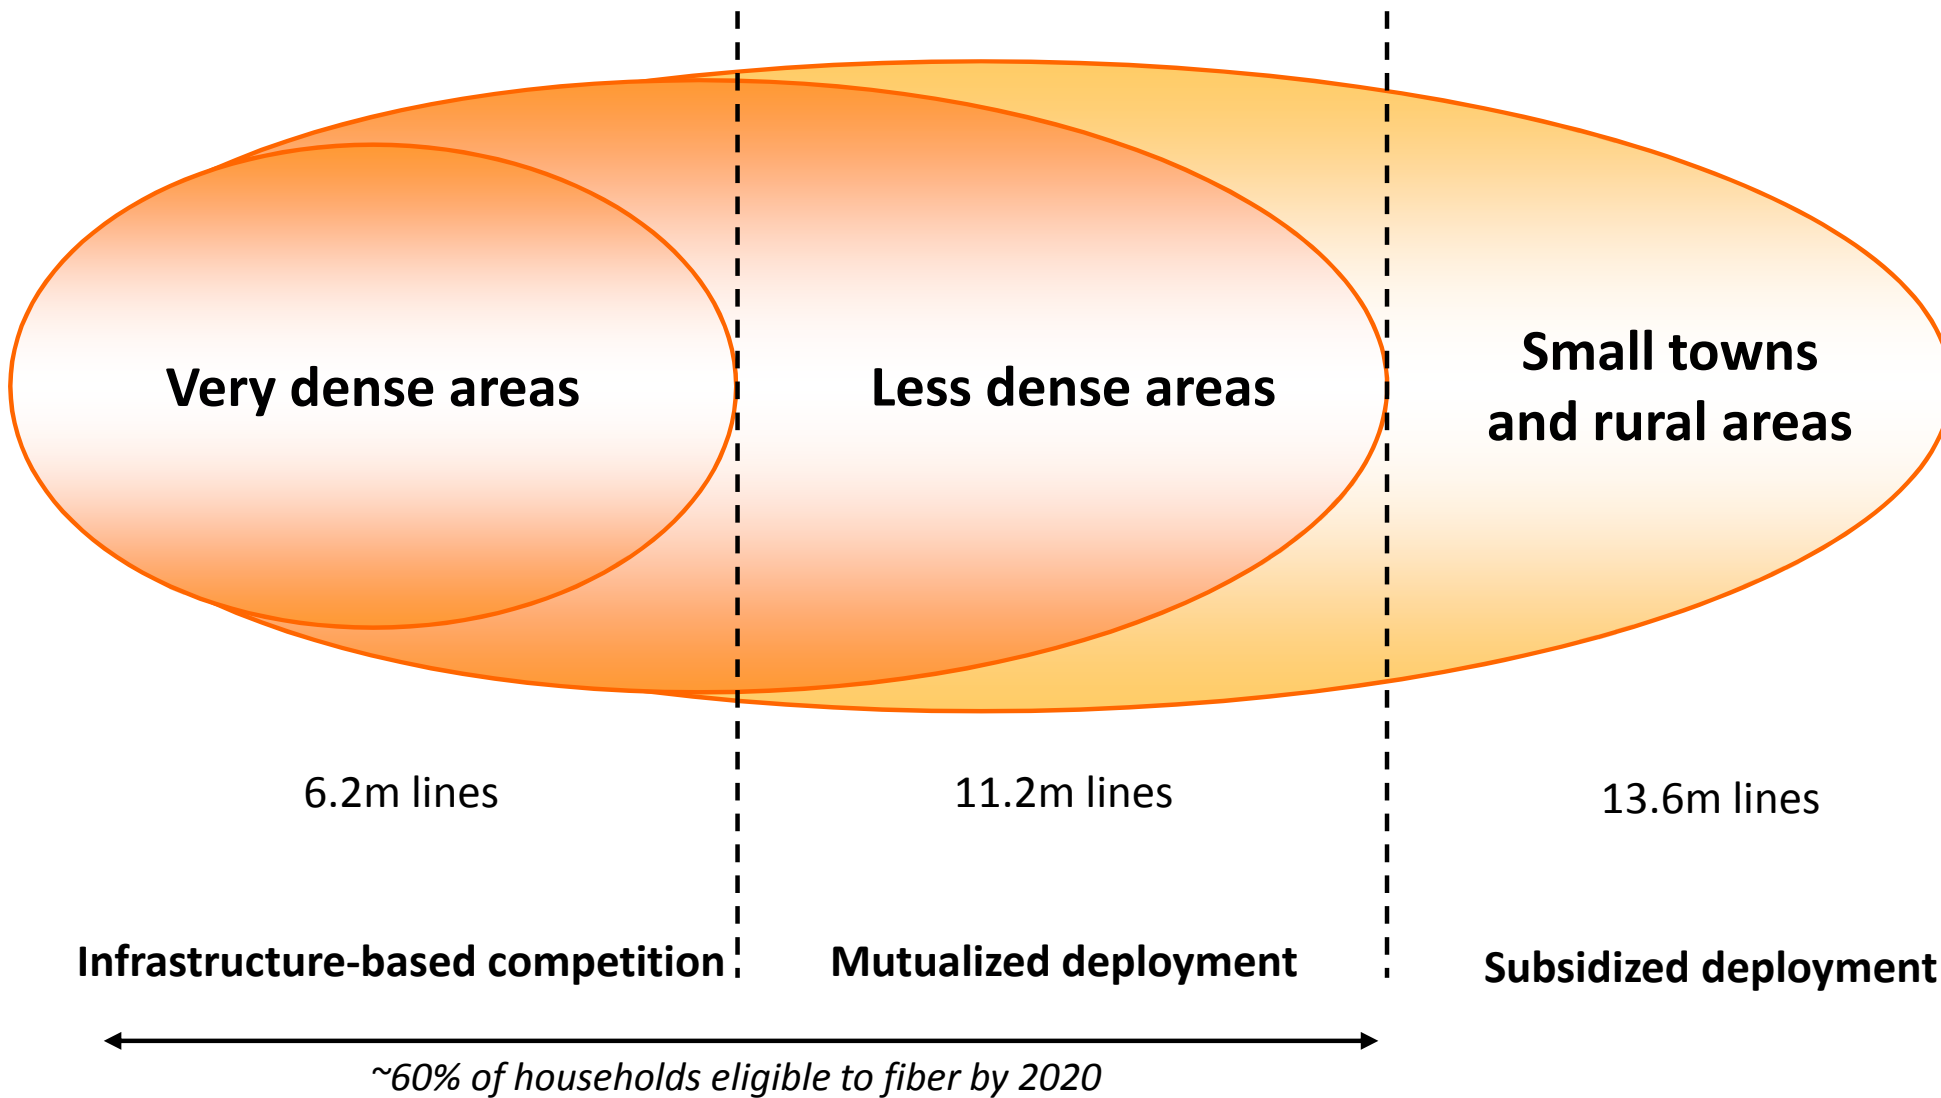 Very dense areas
Less dense areas
Small towns
and rural areas
6.2m lines
11.2m lines
13.6m lines
Infrastructure-based competition
Mutualized deployment
Subsidized deployment
~60% of households eligible to fiber by 2020